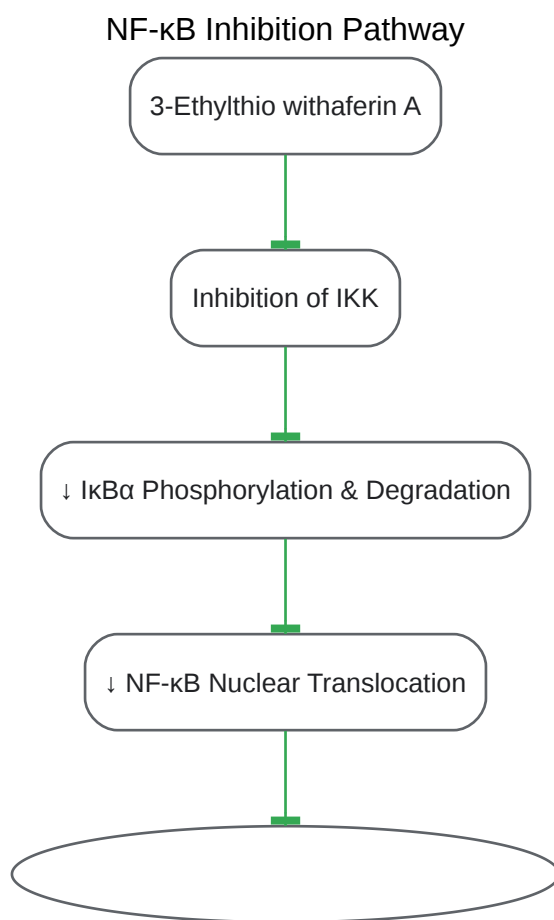 NF-κB Inhibition Pathway
3-Ethylthio withaferin A
Inhibition of IKK
↓ IκBα Phosphorylation & Degradation
↓ NF-κB Nuclear Translocation